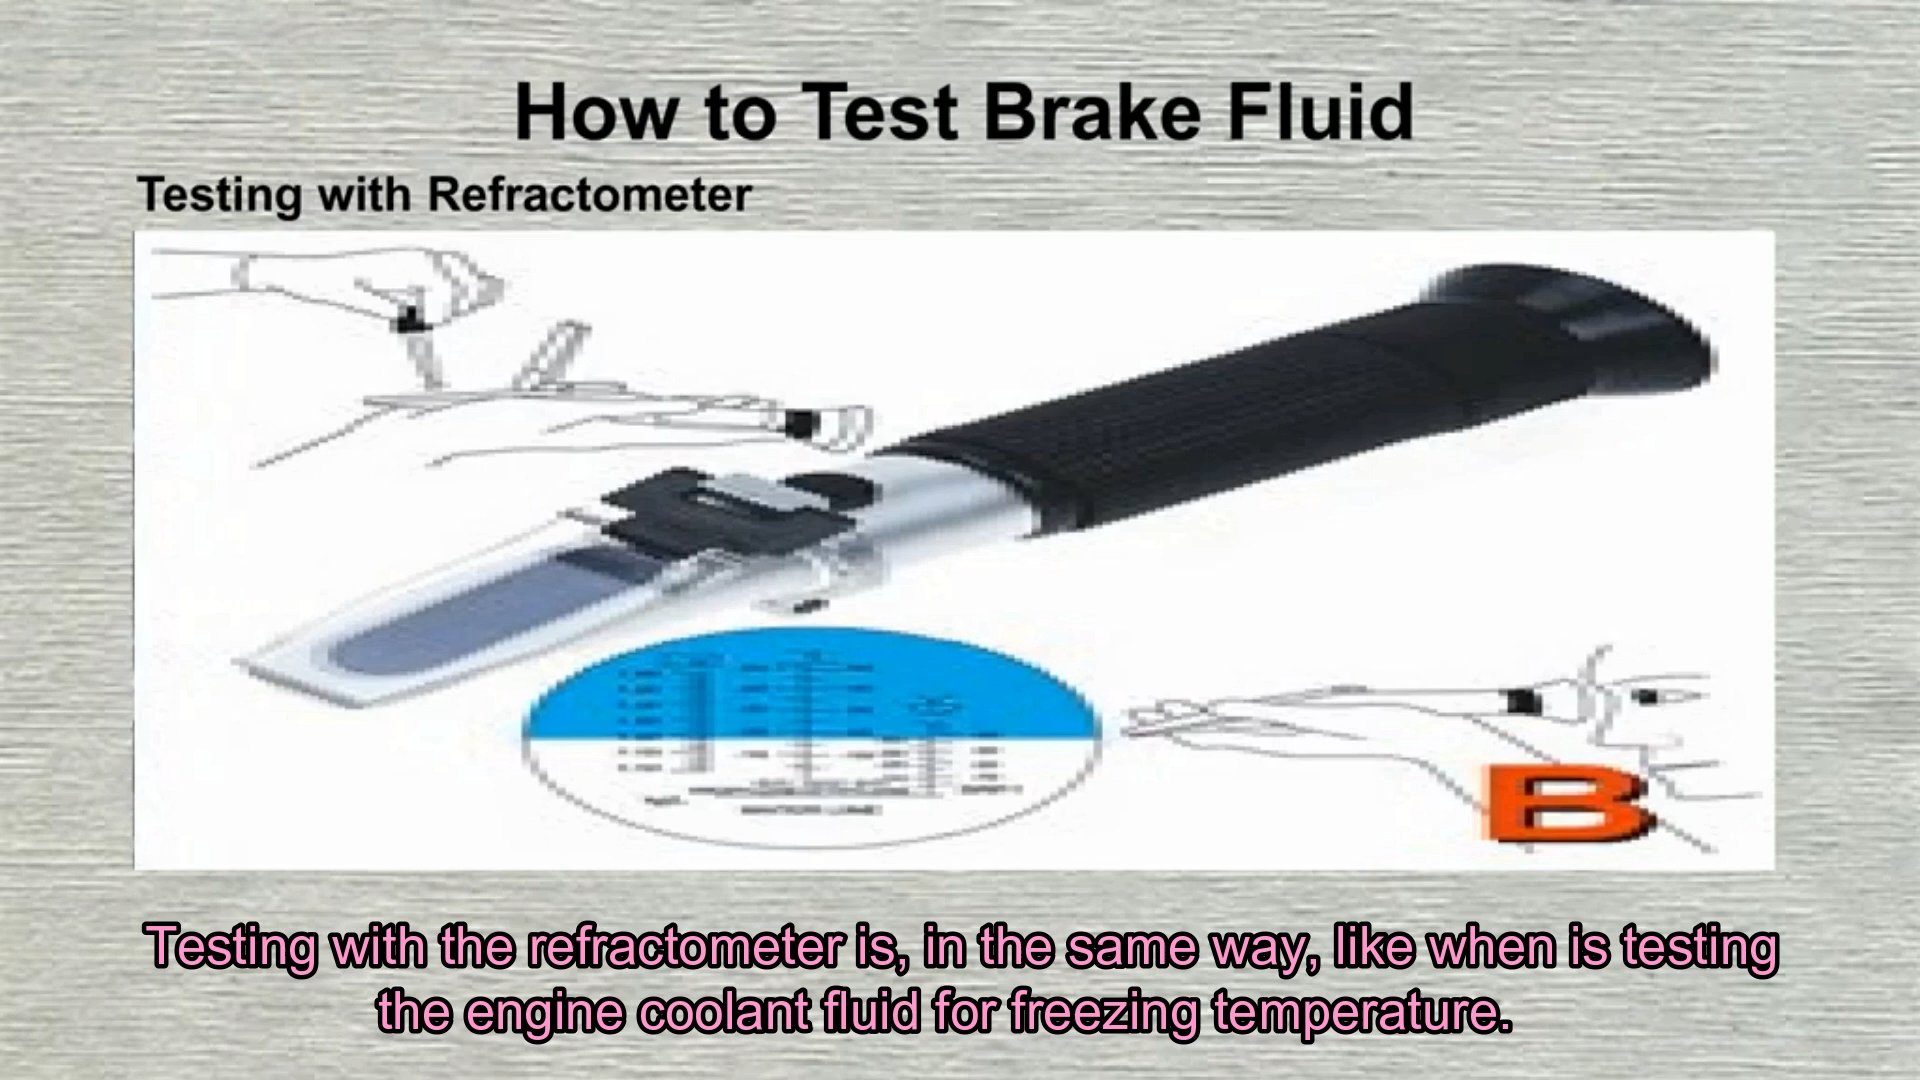 How to Test Brake Fluid
Testing with Refractometer
B
Testing with the refractometer is, in the same way, like when is testing
the engine coolant fluid for freezing temperature.